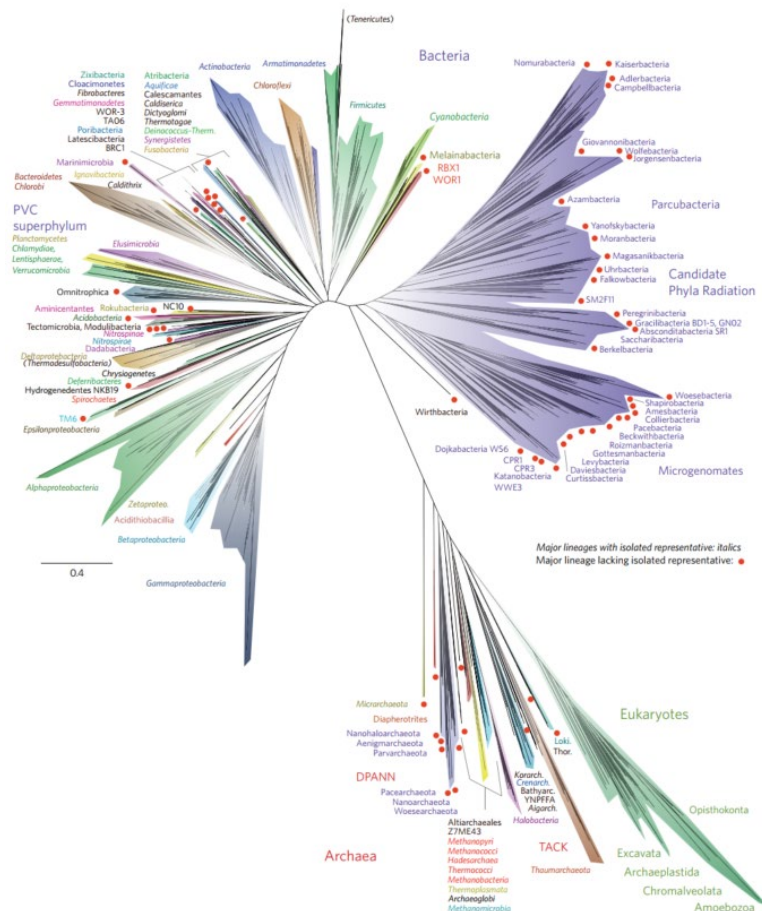 (Tenericutes)
Bacteria
Zixibacteria
Cloacimonetes
Fibrobacteres
Gemmatimonadetes
WOR-3
TA06
Poribacteria
Latescibacteria
BRC1
Atribacteria
Aquificae
Calescamantes
Caldiserica
Dictyoglomi
Thermotogae
Deinococcus-Therm.
Synergistetes
Fusobacteria
Actinobacteria
Armatimonadetes
Chloroflexi
Firmicutes
Cyanobacteria
Melainabacteria
RBX1
WOR1
Nomurabacteria
Kaiserbacteria
Adlerbacteria
Campbellbacteria
Giovannonibacteria
Wolfebacteria
Jorgensenbacteria
Azambacteria
Parcubacteria
Yanofskybacteria
Moranbacteria
Magasanikbacteria
Uhrbacteria
Falkowbacteria
Candidate
Phyla Radiation
SM2F11
Peregrinibacteria
Gracilibacteria BD1-5, GN02
Absconditabacteria SR1
Saccharibacteria
Berkelbacteria
Marinimicrobia
Bacteroidetes
Chlorobi
Ignavibacteria
Caldithrix
PVC
superphylum
Planctomycetes
Chlamydiae,
Lentisphaerae,
Verrucomicrobia
Elusimicrobia
Omnitrophica
Aminicentantes
Rokubacteria
NC10
Acidobacteria
Tectomicrobia, Modulibacteria
Nitrospinae
Nitrospirae
Dadabacteria
Deltaprotebacteria
(Thermodesulfobacteria)
Chrysiogenetes
Deferribacteres
Hydrogenedentes NKB19
Spirochaetes
TM6
Epsilonproteobacteria
Alphaproteobacteria
Zetaproteo.
Acidithiobacillia
Betaproteobacteria
Gammaproteobacteria
0.4
Wirthbacteria
Woesebacteria
Shapirobacteria
Amesbacteria
Collierbacteria
Pacebacteria
Beckwithbacteria
Roizmanbacteria
Gottesmanbacteria
Levybacteria
Daviesbacteria
Curtissbacteria
Microgenomates
Dojkabacteria WS6
CPR1
CPR3
Katanobacteria
WWE3
Major lineages with isolated representative: italics
Major lineage lacking isolated representative:
Micrarchaeota
Diapherotrites
Nanohaloarchaeota
Aenigmarchaeota
Parvarchaeota
DPANN
Pacearchaeota
Nanoarchaeota
Woesearchaeota
Archaea
Altiarchaeales
Z7ME43
Methanopyri
Methanococci
Hadesarchaea
Thermococci
Methanobacteria
Thermoplasmata
Archaeoglobi
Methanomicrobia
Halobacteria
Korarch.
Crenarch.
Bathyarc.
YNPFFA
Aigarch.
TACK
Thaumarchaeota
Loki.
Thor.
Eukaryotes
Opisthokonta
Excavata
Archaeplastida
Chromalveolata
Amoebozoa